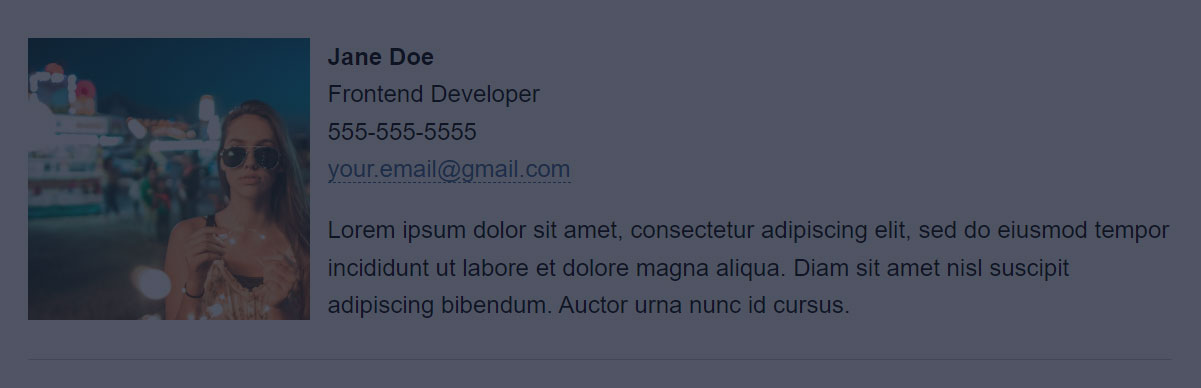 Jane Doe
Frontend Developer
555-555-5555
your.email@gmail.com
Lorem ipsum dolor sit amet, consectetur adipiscing elit, sed do eiusmod tempor
incididunt ut labore et dolore magna aliqua. Diam sit amet nisl suscipit
adipiscing bibendum. Auctor urna nunc id cursus.